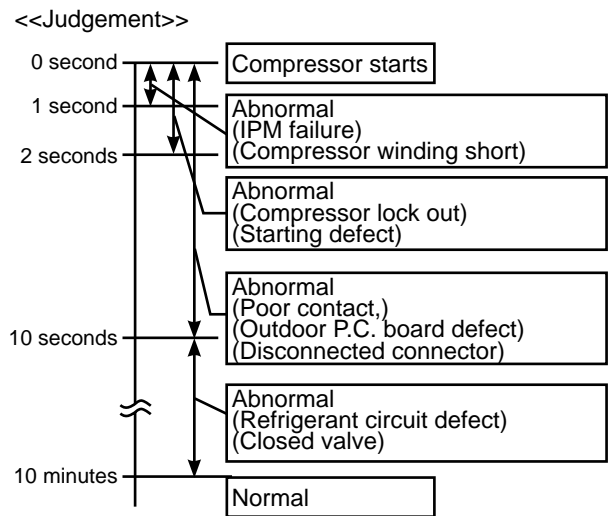 <<Judgement>>
0 second
Compressor starts
1 second
Abnormal
(IPM failure)
(Compressor winding short)
2 seconds
Abnormal
(Compressor lock out)
(Starting defect)
Abnormal
(Poor contact,)
(Outdoor P.C. board defect)
(Disconnected connector)
10 seconds
Abnormal
(Refrigerant circuit defect)
(Closed valve)
10 minutes
Normal